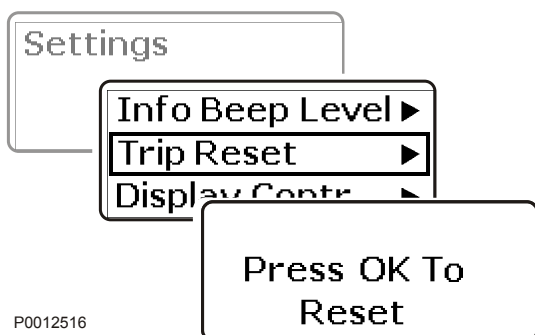 Settings
Info Beep Level ▶
Trip Reset ▶
Display Contr ▶
Press OK To
Reset
P0012516